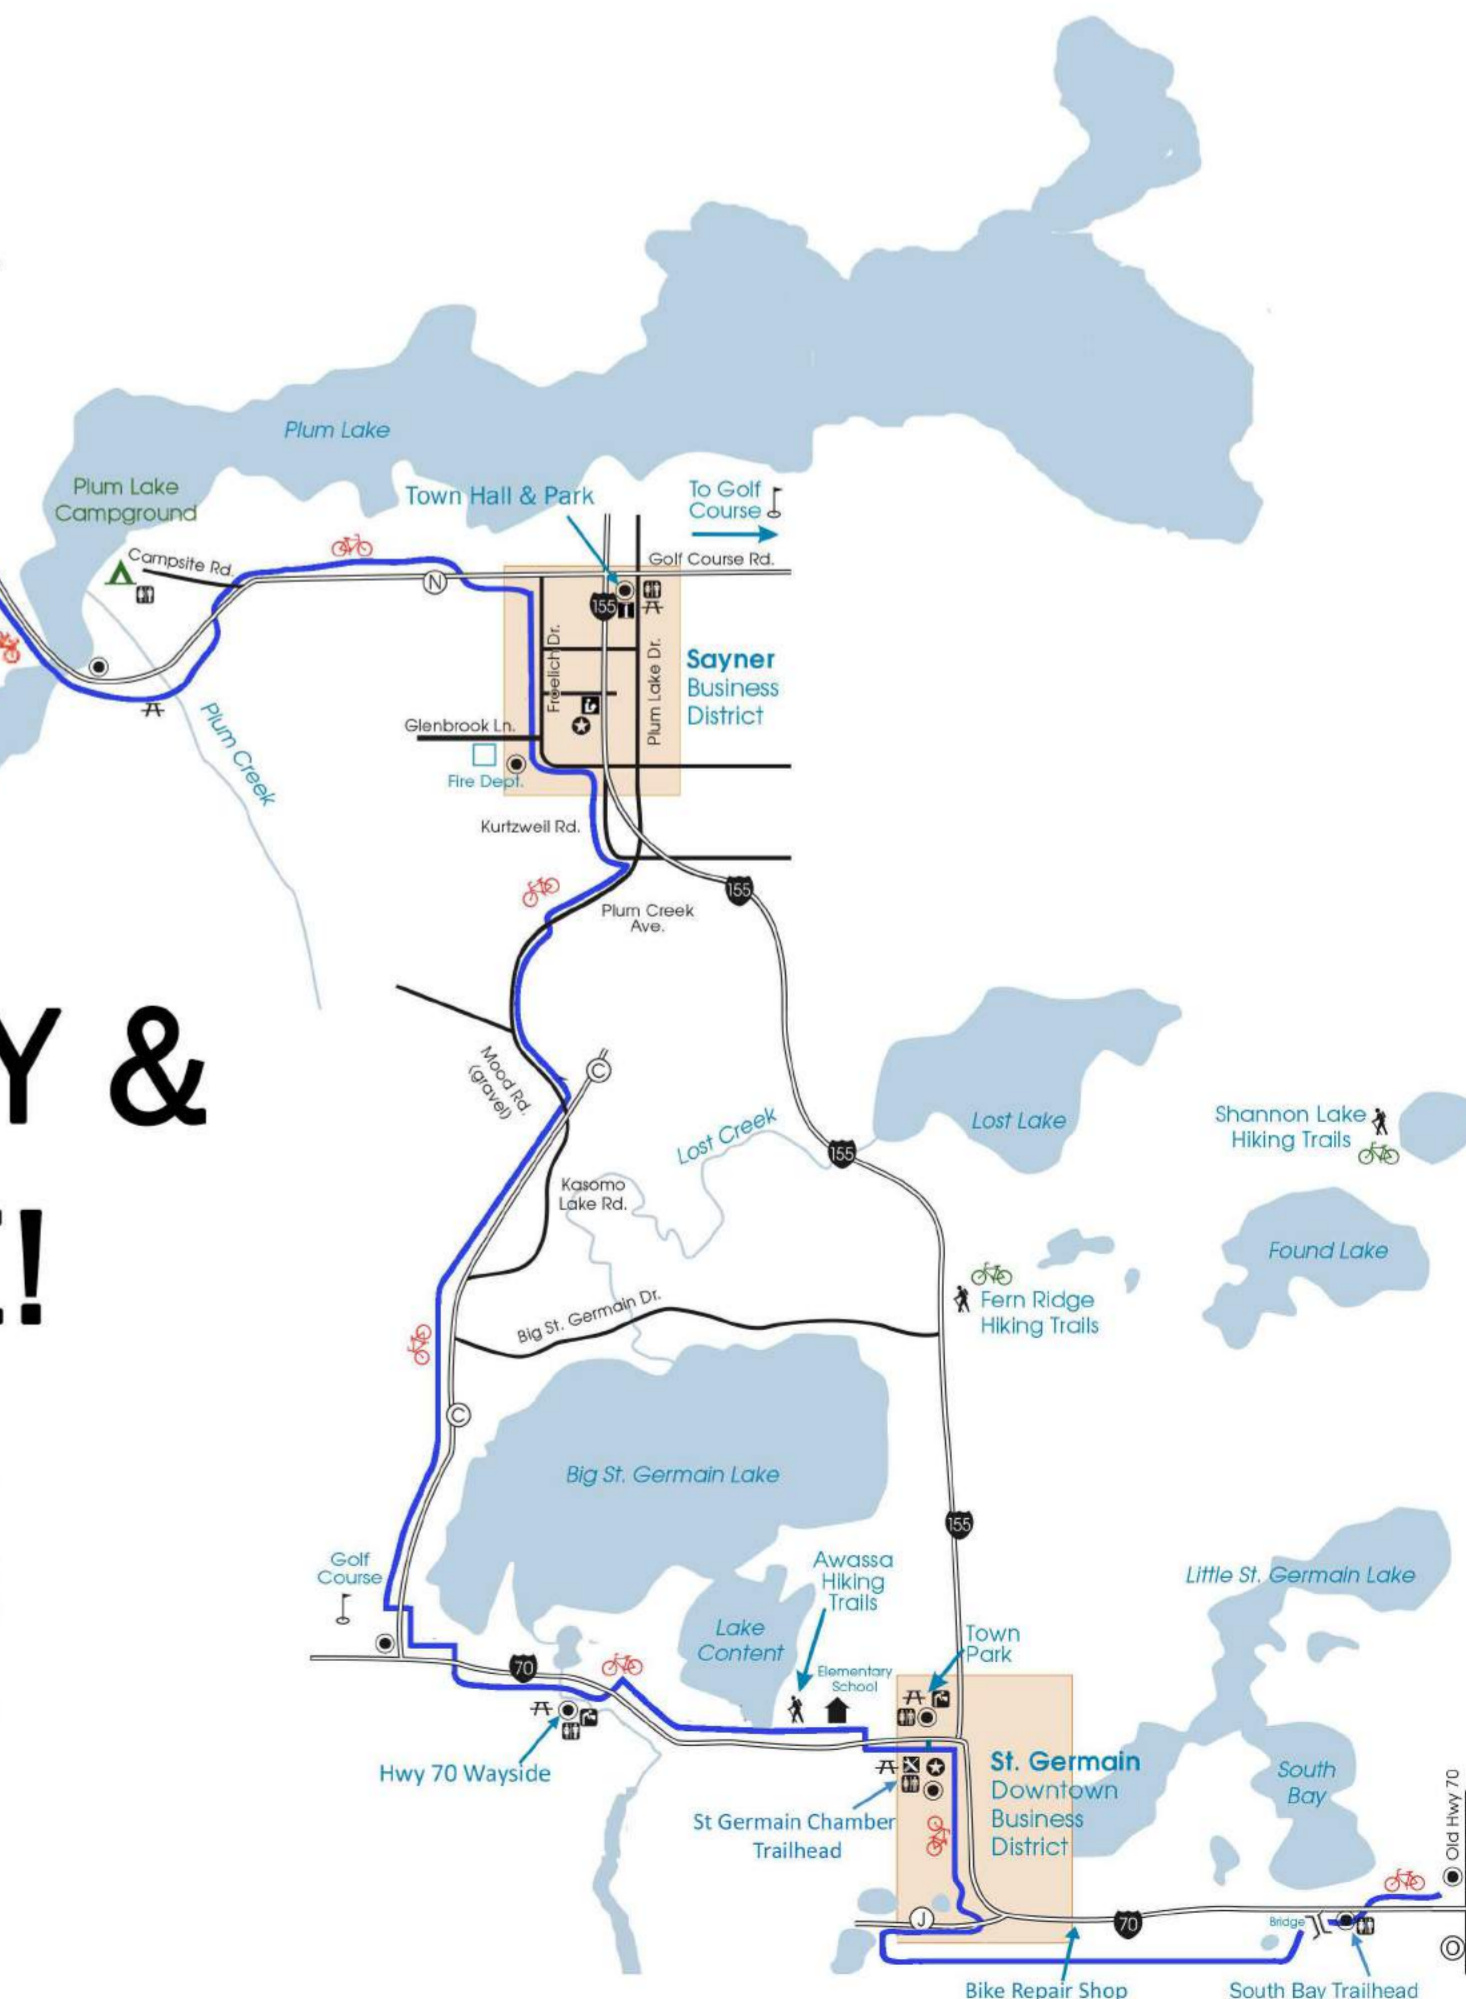 Plum Lake
Plum Lake
Campground
Town Hall & Park
To Golf
Course
Campsite Rd.
Golf Course Rd.
N
155
Froelich Dr.
Plum Lake Dr.
Sayner
Business
District
Glenbrook Ln.
Fire Dept.
Plum Creek
Kurtzweil Rd.
155
Plum Creek
Ave.
Y &
Mood Rd.
(gravel)
C
Lost Creek
155
Lost Lake
Shannon Lake
Hiking Trails
Kasomo
Lake Rd.
Found Lake
!
Fern Ridge
Hiking Trails
Big St. Germain Dr.
C
Big St. Germain Lake
155
Golf
Course
Awassa
Hiking
Trails
Little St. Germain Lake
Lake
Content
Town
Park
Elementary
School
70
Hwy 70 Wayside
St. Germain
Downtown
Business
District
South
Bay
St Germain Chamber
Trailhead
Old Hwy 70
J
70
Bridge
O
Bike Repair Shop
South Bay Trailhead